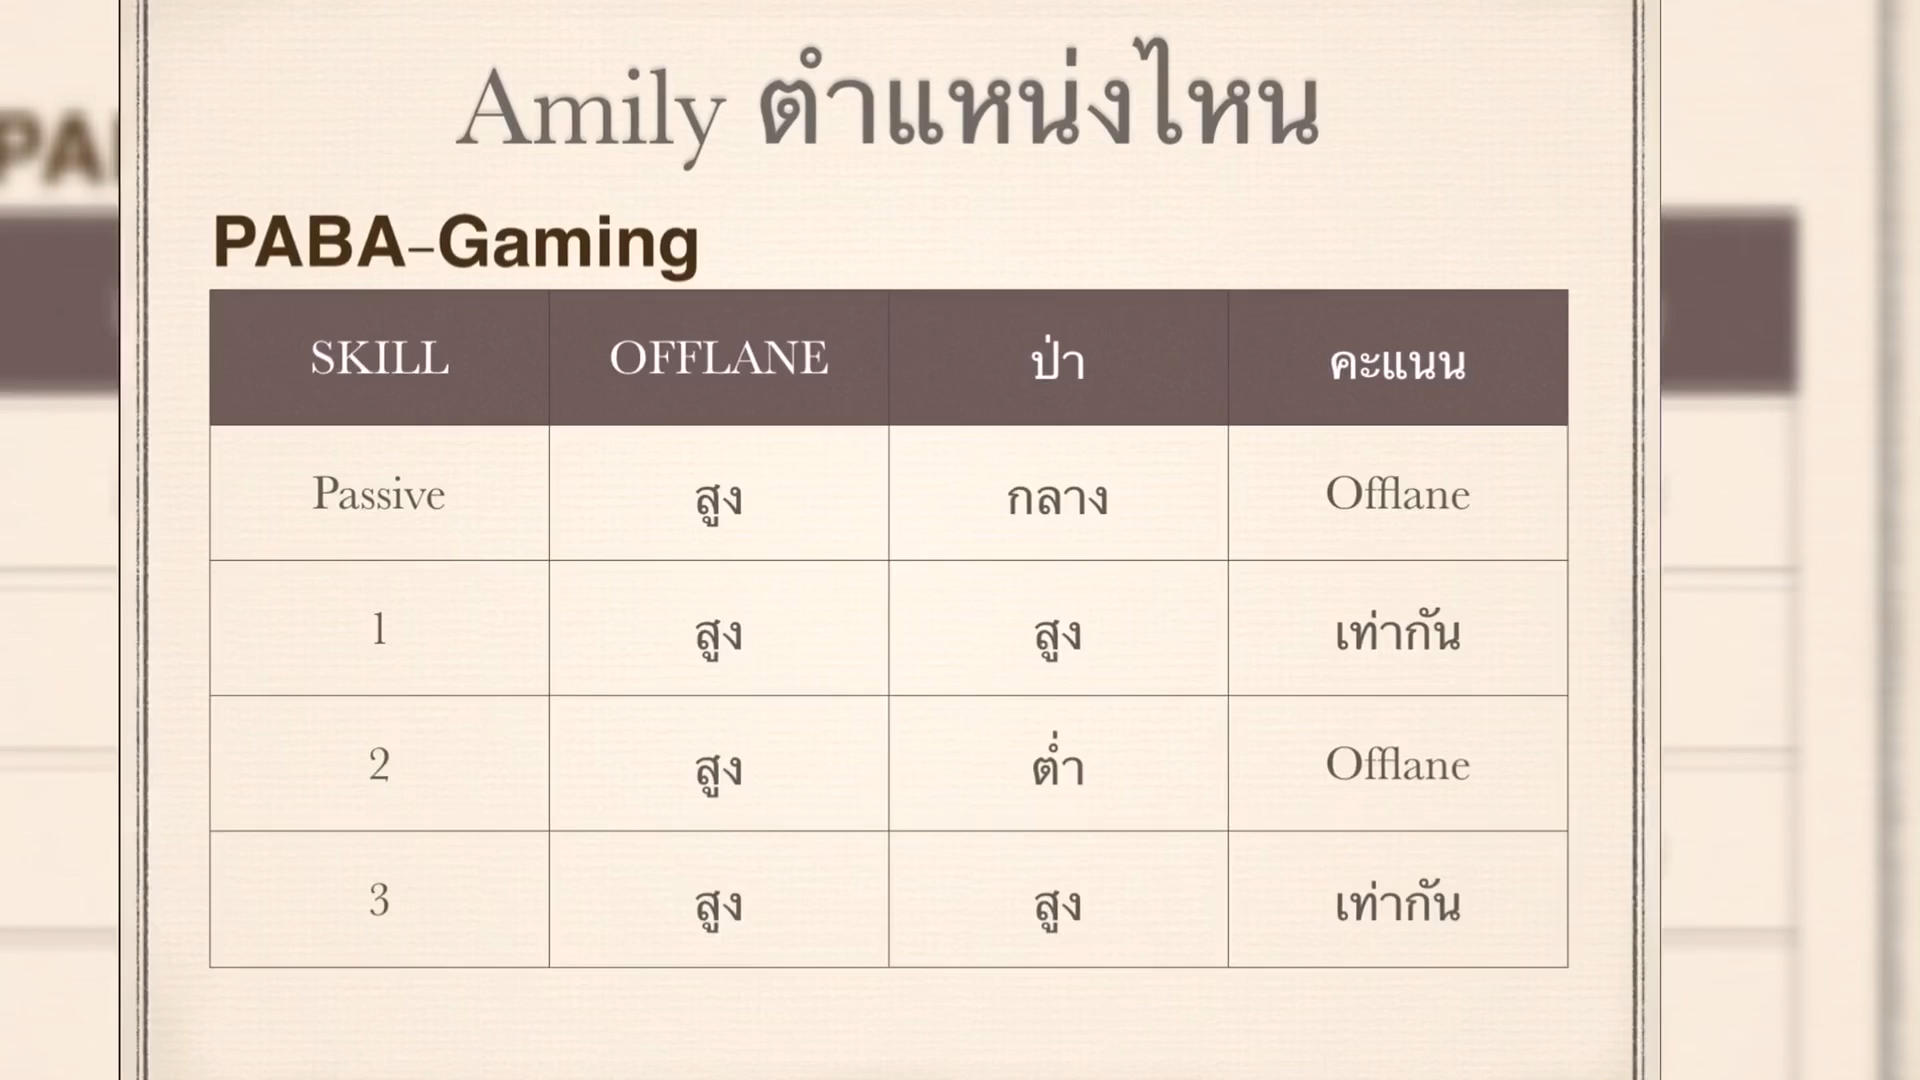 Amily ตำแหน่งไหน
PABA-Gaming
SKILL OFFLANE ป่า คะแนน
Passive สูง กลาง Offlane
1 สูง สูง เท่ากัน
2 สูง ต่ำ Offlane
3 สูง สูง เท่ากัน